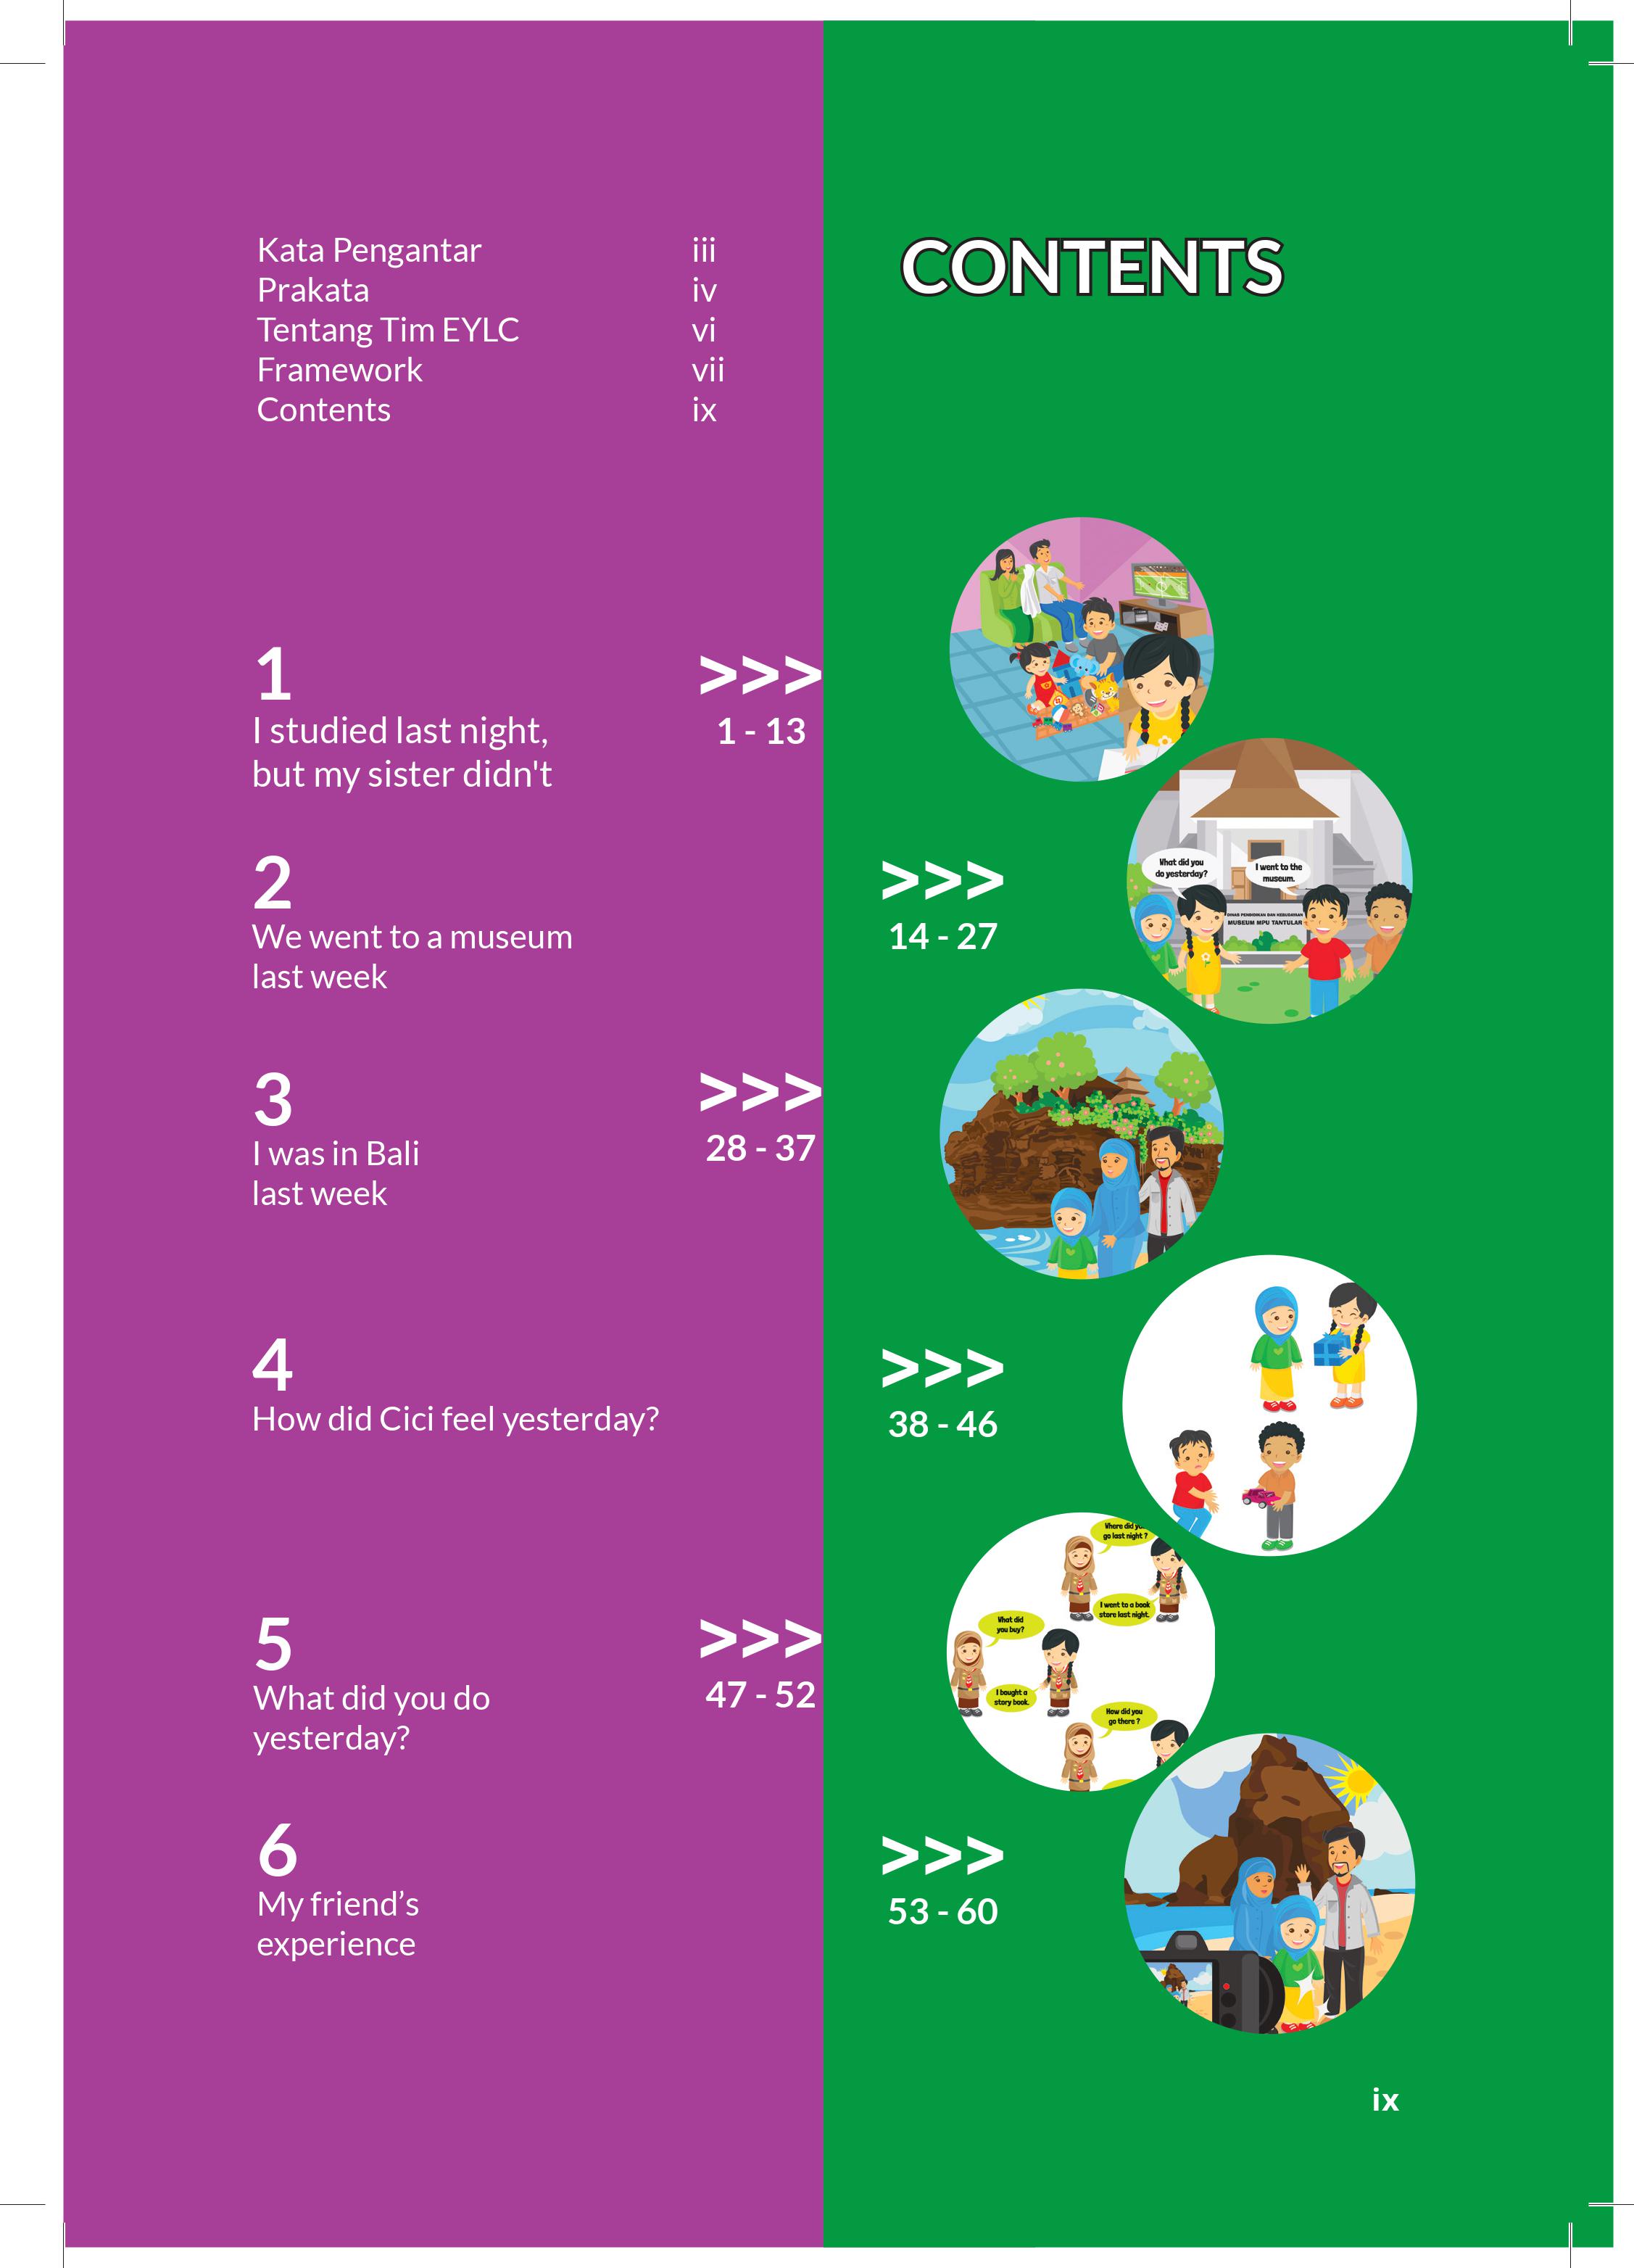 CONTENTS
Kata Pengantar iii
Prakata iv
Tentang Tim EYLC vi
Framework vii
Contents ix
1 >>>
I studied last night, 1 - 13
but my sister didn't
2 >>>
We went to a museum 14 - 27
last week
What did you
do yesterday?
I went to the
museum.
DINAS PENDIDIKAN DAN KEBUDAYAAN
MUSEUM MPU TANTULAR
3 >>>
I was in Bali 28 - 37
last week
4 >>>
How did Cici feel yesterday? 38 - 46
5 >>>
What did you do 47 - 52
yesterday?
Where did you
go last night ?
I went to a book
store last night.
What did
you buy?
I bought a
story book.
How did you
go there ?
6 >>>
My friend’s 53 - 60
experience
ix